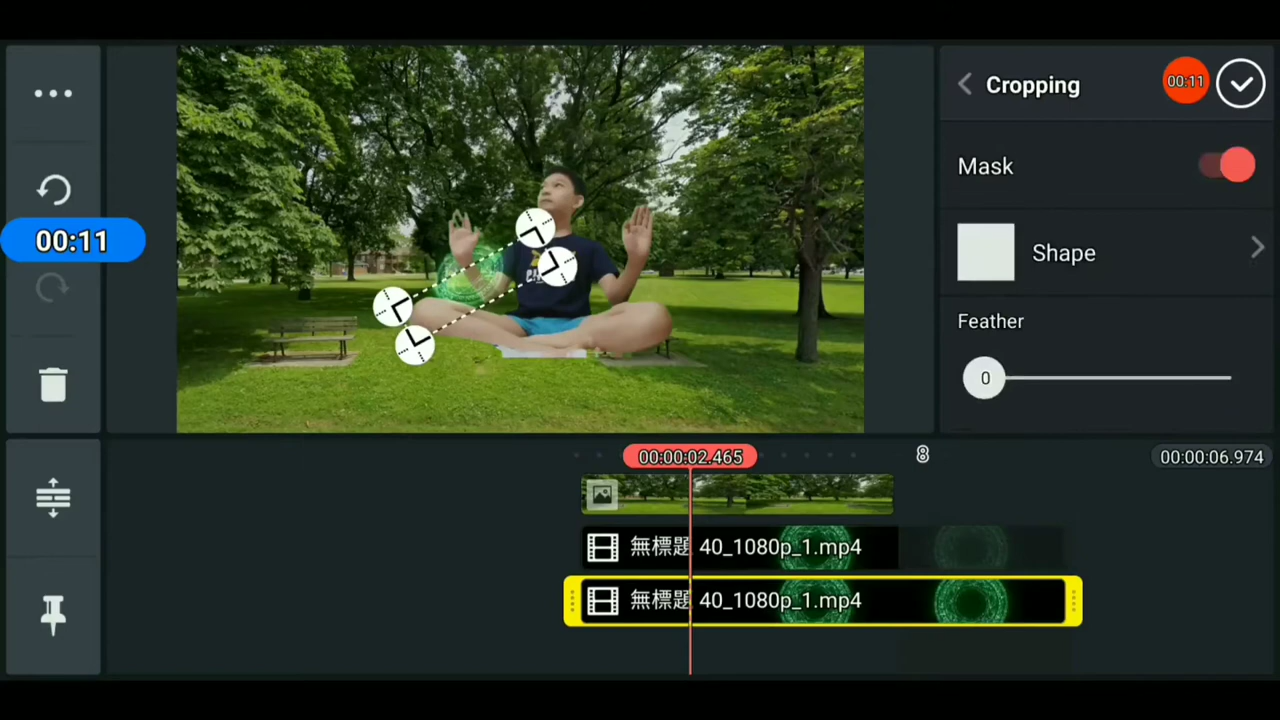 Cropping
00:11
Mask
00:11
Shape
Feather
0
00:00:02.465
8
00:00:06.974
無標題 40_1080p_1.mp4
無標題 40_1080p_1.mp4